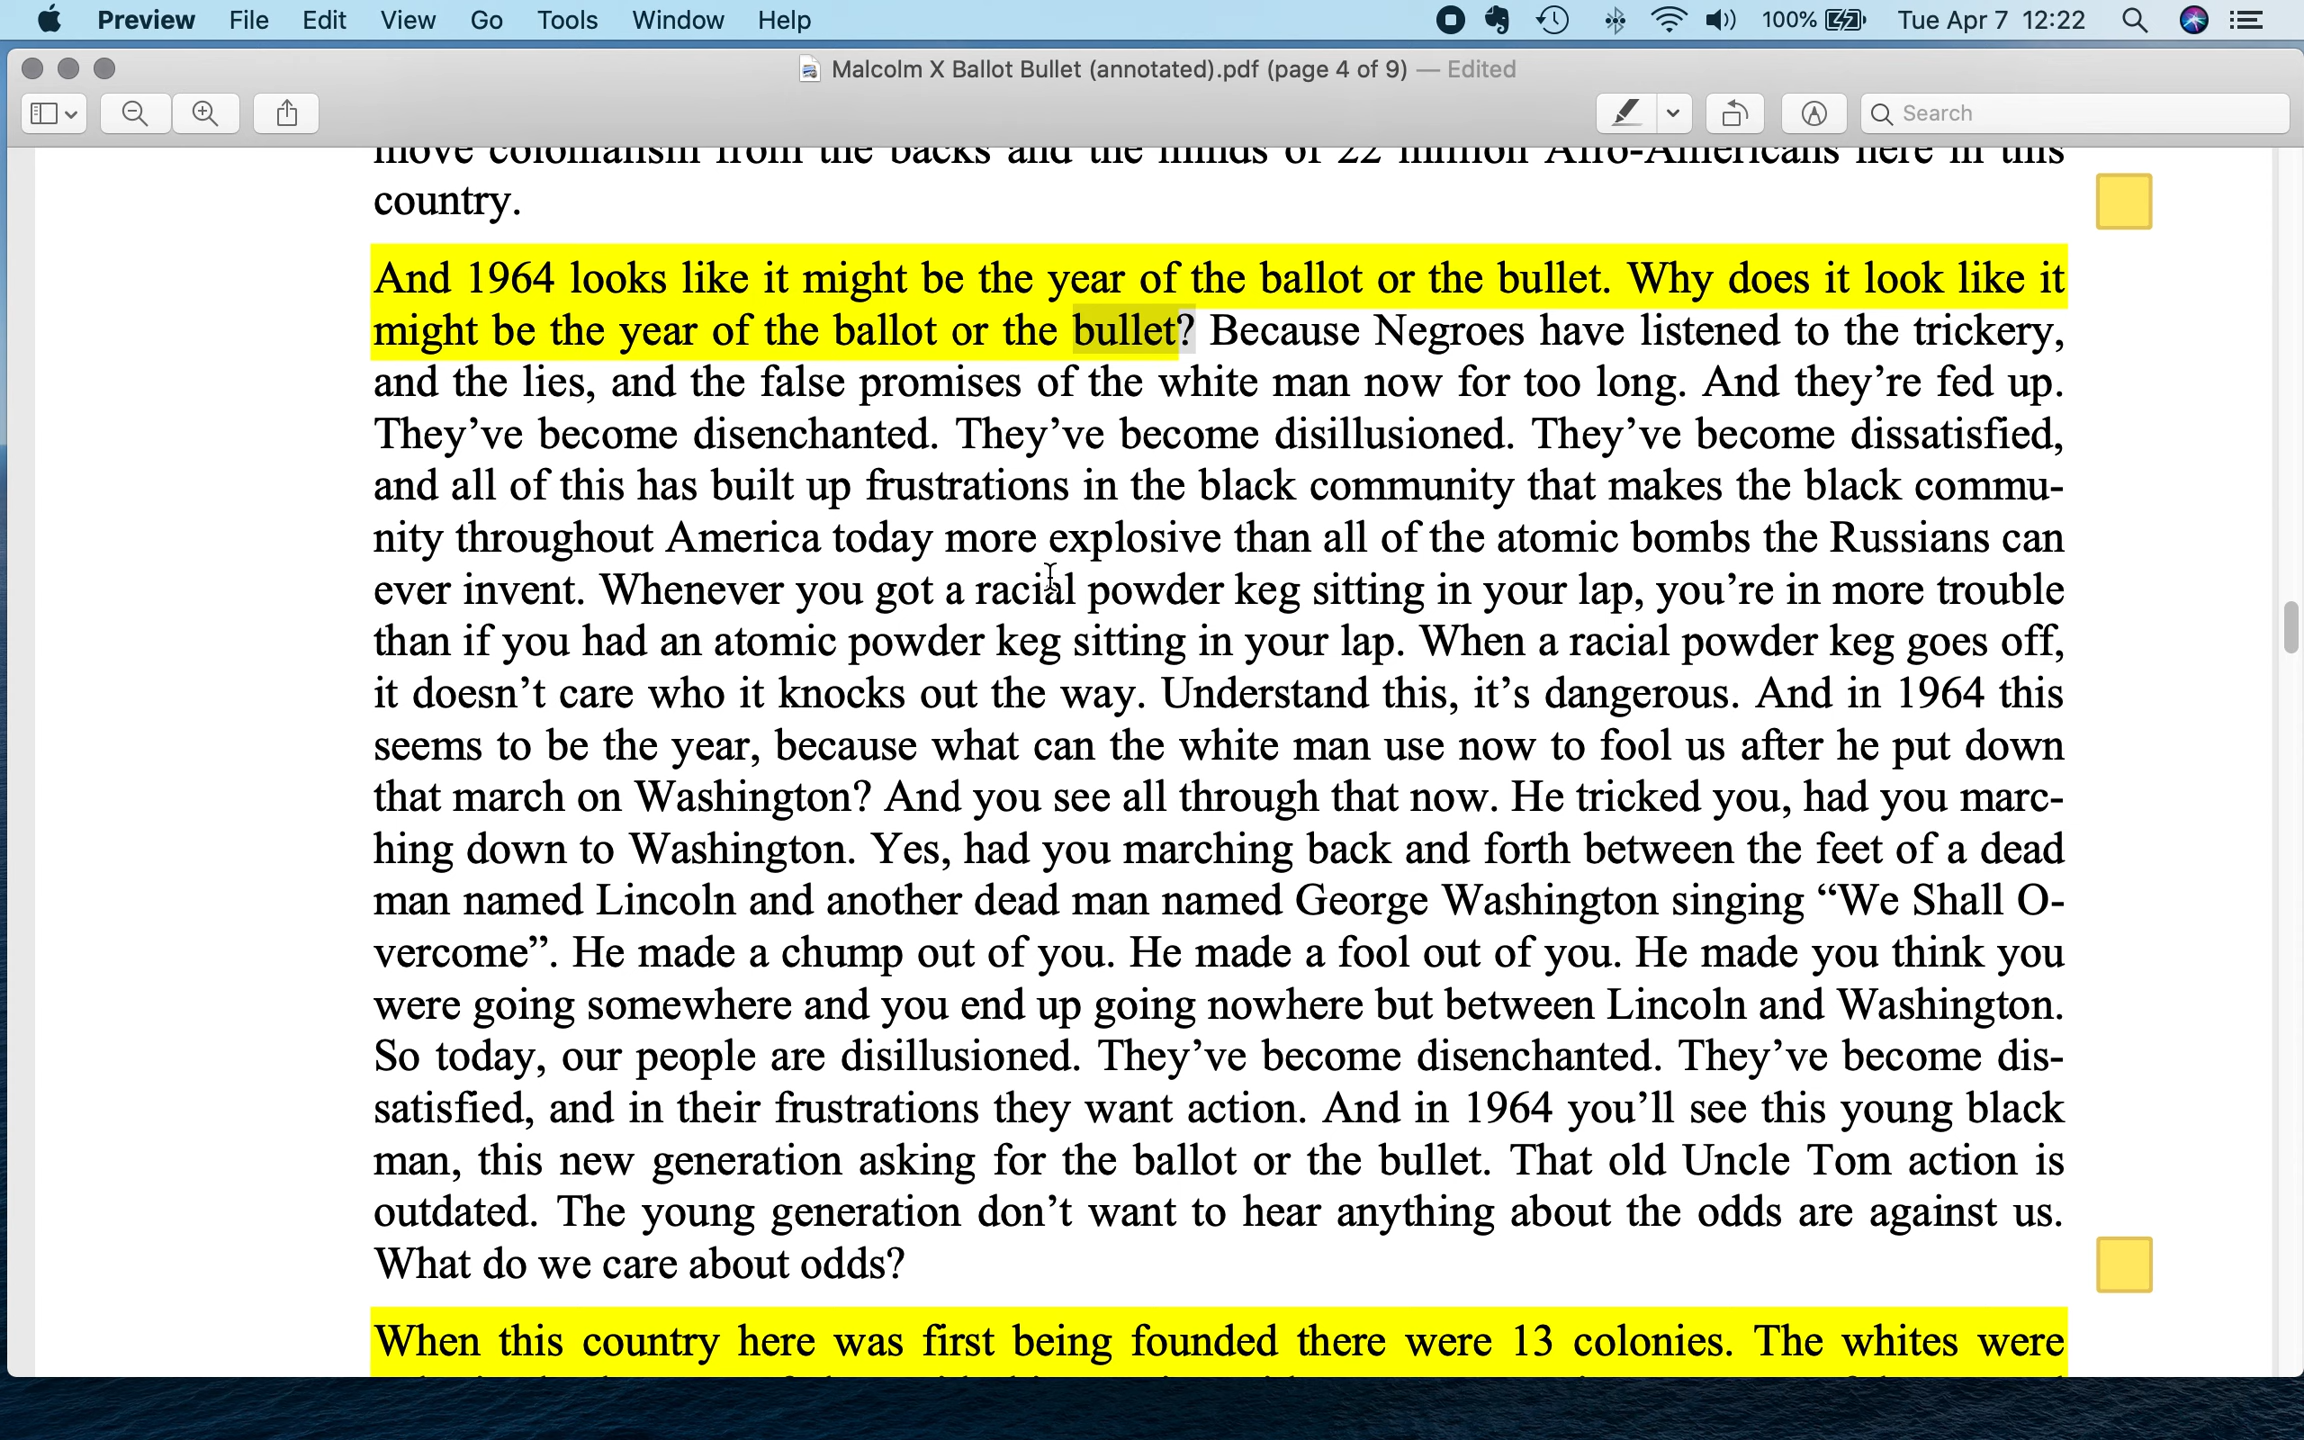 Preview File Edit View Go Tools Window Help 100% Tue Apr 7 12:22
Malcolm X Ballot Bullet (annotated).pdf (page 4 of 9) — Edited
Search
move colonialism from the backs and the minds of 22 million Afro-Americans here in this
country.
And 1964 looks like it might be the year of the ballot or the bullet. Why does it look like it
might be the year of the ballot or the bullet? Because Negroes have listened to the trickery,
and the lies, and the false promises of the white man now for too long. And they’re fed up.
They’ve become disenchanted. They’ve become disillusioned. They’ve become dissatisfied,
and all of this has built up frustrations in the black community that makes the black commu-
nity throughout America today more explosive than all of the atomic bombs the Russians can
ever invent. Whenever you got a racial powder keg sitting in your lap, you’re in more trouble
than if you had an atomic powder keg sitting in your lap. When a racial powder keg goes off,
it doesn’t care who it knocks out the way. Understand this, it’s dangerous. And in 1964 this
seems to be the year, because what can the white man use now to fool us after he put down
that march on Washington? And you see all through that now. He tricked you, had you marc-
hing down to Washington. Yes, had you marching back and forth between the feet of a dead
man named Lincoln and another dead man named George Washington singing “We Shall O-
vercome”. He made a chump out of you. He made a fool out of you. He made you think you
were going somewhere and you end up going nowhere but between Lincoln and Washington.
So today, our people are disillusioned. They’ve become disenchanted. They’ve become dis-
satisfied, and in their frustrations they want action. And in 1964 you’ll see this young black
man, this new generation asking for the ballot or the bullet. That old Uncle Tom action is
outdated. The young generation don’t want to hear anything about the odds are against us.
What do we care about odds?
When this country here was first being founded there were 13 colonies. The whites were